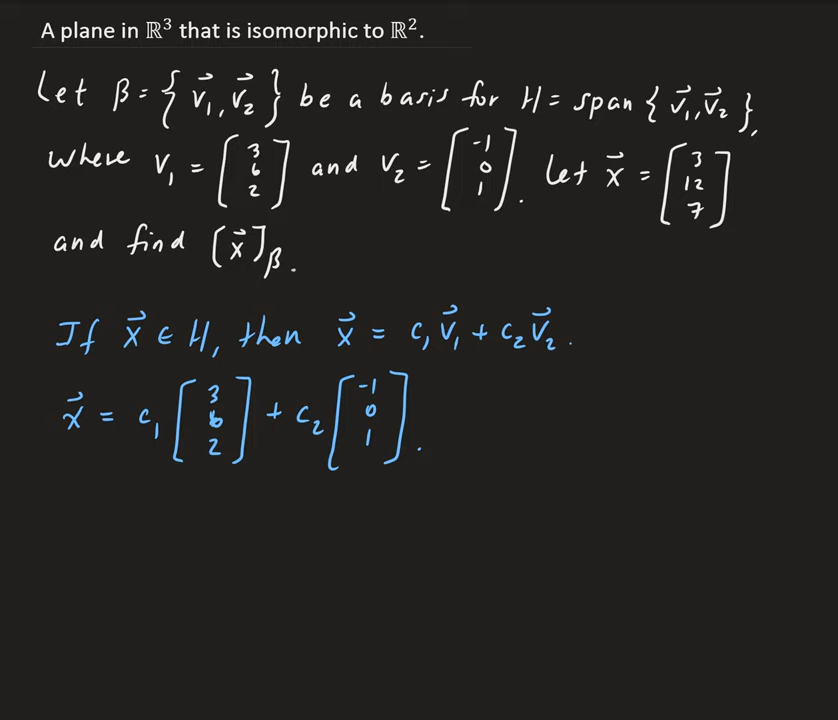 A plane in ℝ³ that is isomorphic to ℝ².
Let β = { v⃗₁, v⃗₂ } be a basis for H = span { v⃗₁, v⃗₂ },
where v₁ = [3 6 2] and v₂ = [-1 0 1]. Let x⃗ = [3 12 7]
and find [x⃗]β.
If x⃗ ∈ H, then x⃗ = c₁v⃗₁ + c₂v⃗₂.
x⃗ = c₁ [3 6 2] + c₂ [-1 0 1].